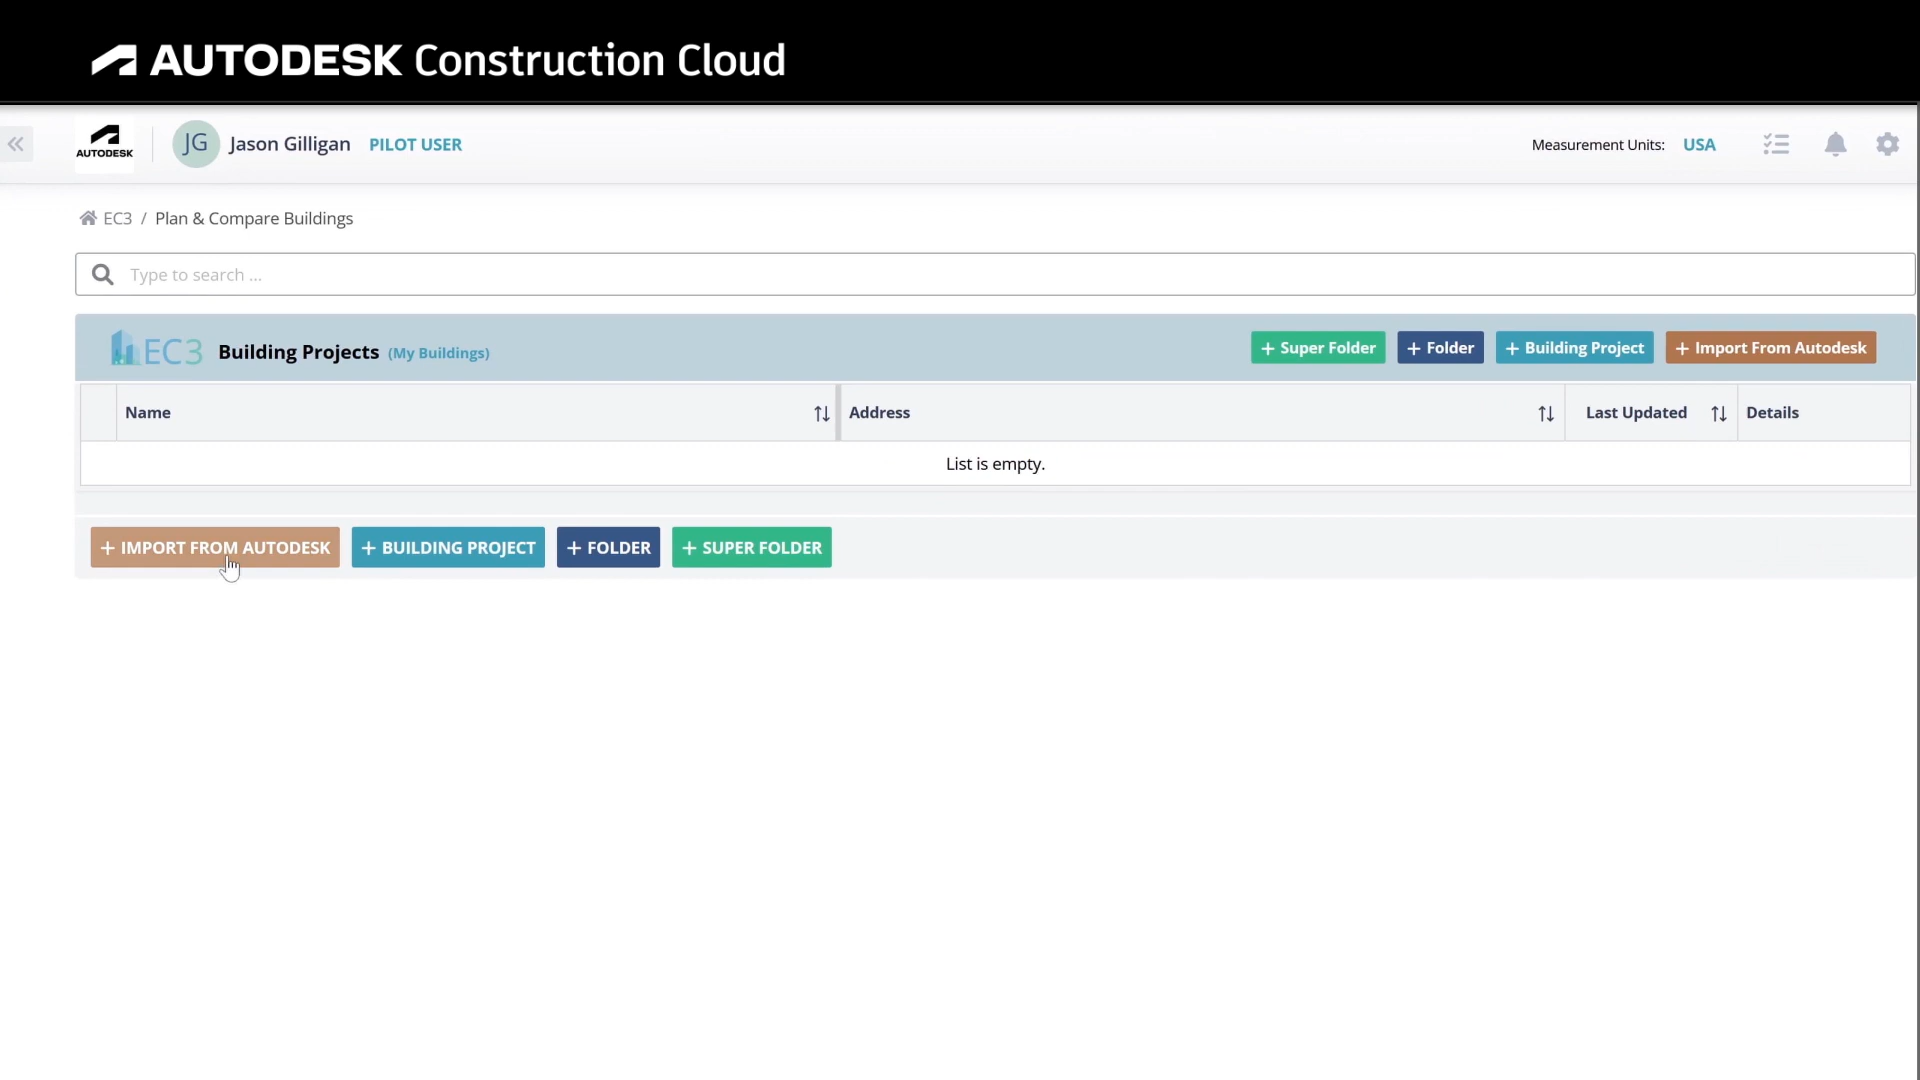 AUTODESK Construction Cloud
AUTODESK
JG Jason Gilligan PILOT USER
Measurement Units: USA
EC3 / Plan & Compare Buildings
Type to search ...
EC3 Building Projects (My Buildings)
+ Super Folder + Folder + Building Project + Import From Autodesk
Name Address Last Updated Details
List is empty.
+ IMPORT FROM AUTODESK + BUILDING PROJECT + FOLDER + SUPER FOLDER